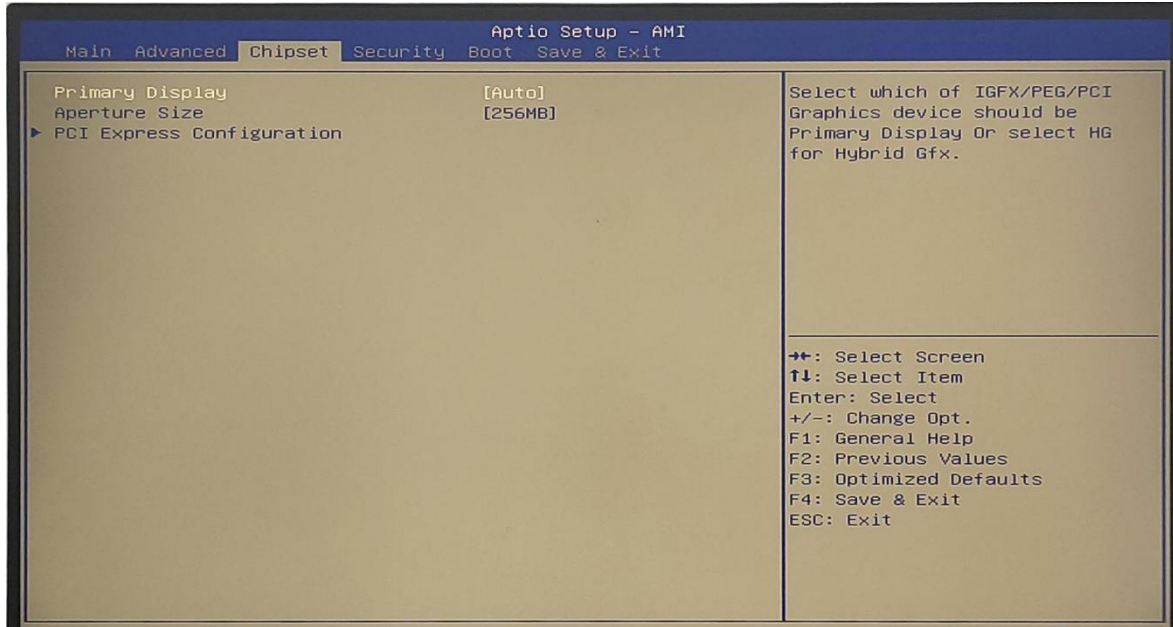 Aptio Setup - AMI
Main Advanced Chipset Security Boot Save & Exit
Primary Display [Auto]
Aperture Size [256MB]
▶ PCI Express Configuration
Select which of IGFX/PEG/PCI
Graphics device should be
Primary Display Or select HG
for Hybrid Gfx.
→←: Select Screen
↑↓: Select Item
Enter: Select
+/-: Change Opt.
F1: General Help
F2: Previous Values
F3: Optimized Defaults
F4: Save & Exit
ESC: Exit